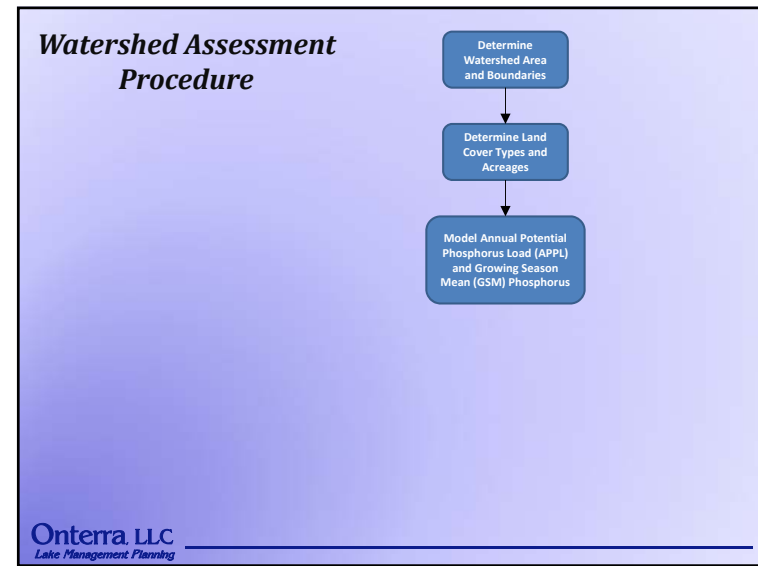 Watershed Assessment
Procedure
Determine
Watershed Area
and Boundaries
Determine Land
Cover Types and
Acreages
Model Annual Potential
Phosphorus Load (APPL)
and Growing Season
Mean (GSM) Phosphorus
Onterra, LLC
Lake Management Planning